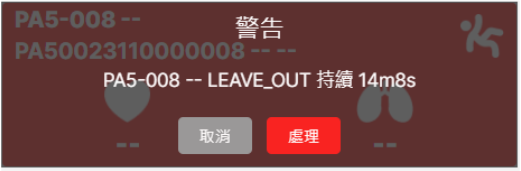 PA5-008 --
警告
PA50023110000008 -- --
PA5-008 -- LEAVE_OUT 持續 14m8s
取消 處理
-- --